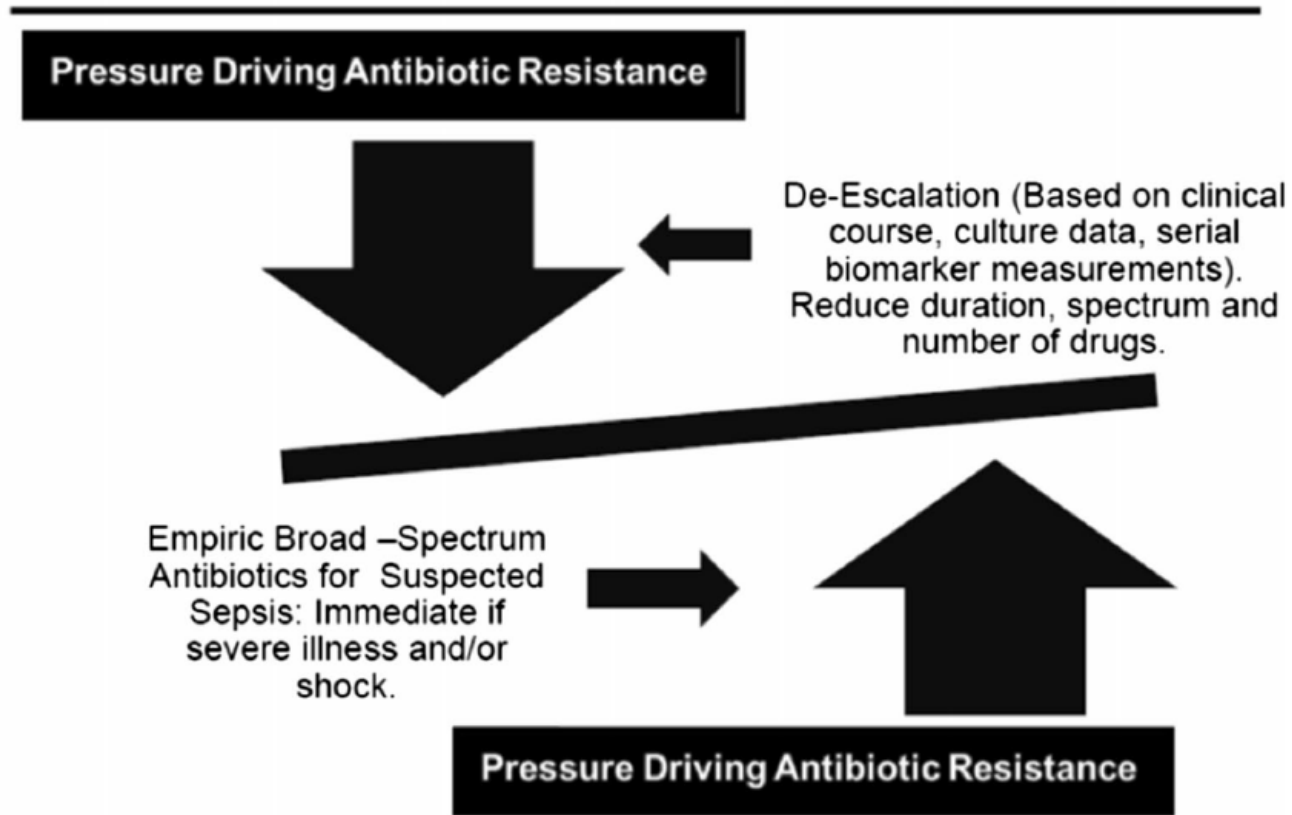 Pressure Driving Antibiotic Resistance
De-Escalation (Based on clinical
course, culture data, serial
biomarker measurements).
Reduce duration, spectrum and
number of drugs.
Empiric Broad –Spectrum
Antibiotics for Suspected
Sepsis: Immediate if
severe illness and/or
shock.
Pressure Driving Antibiotic Resistance